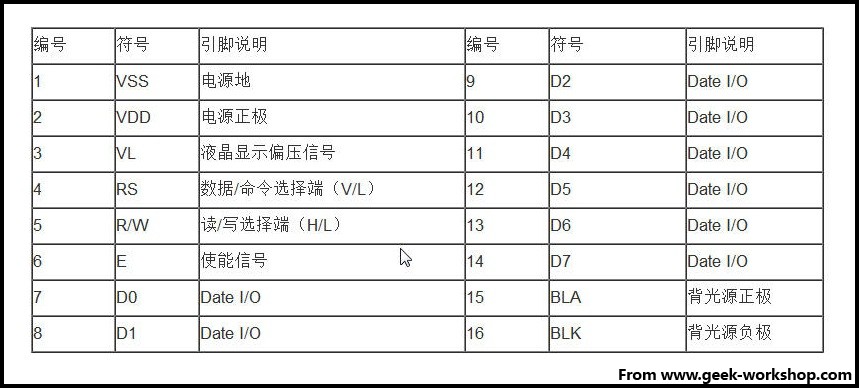 编号 符号 引脚说明 编号 符号 引脚说明
1 VSS 电源地 9 D2 Date I/O
2 VDD 电源正极 10 D3 Date I/O
3 VL 液晶显示偏压信号 11 D4 Date I/O
4 RS 数据/命令选择端（V/L） 12 D5 Date I/O
5 R/W 读/写选择端（H/L） 13 D6 Date I/O
6 E 使能信号 14 D7 Date I/O
7 D0 Date I/O 15 BLA 背光源正极
8 D1 Date I/O 16 BLK 背光源负极
From www.geek-workshop.com